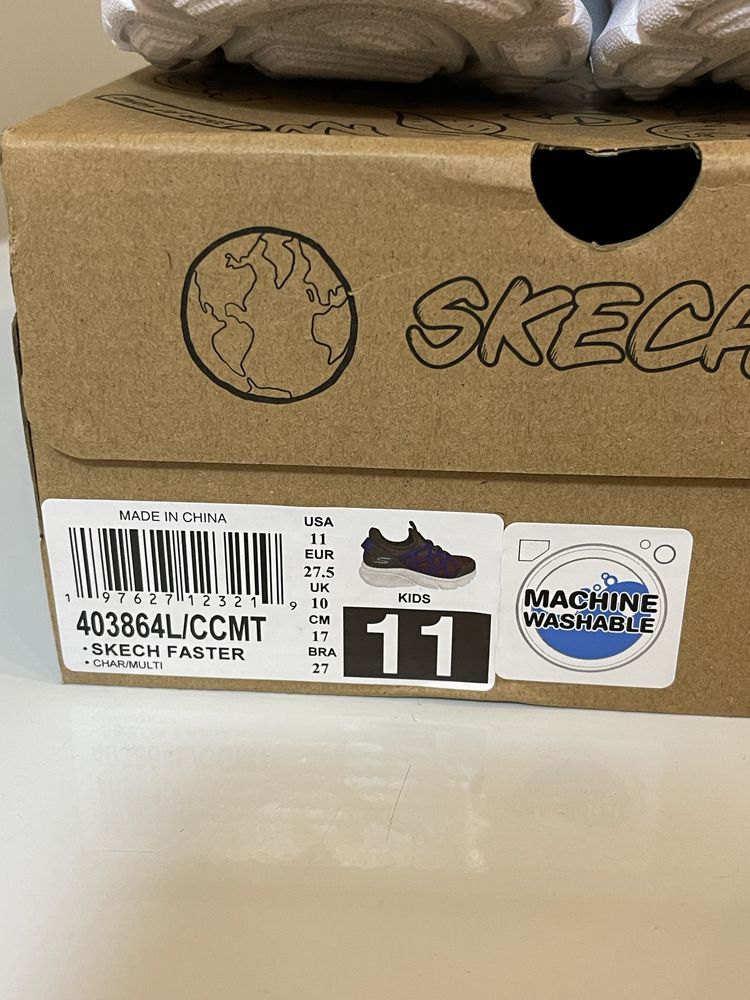 SKECH
MADE IN CHINA
1 97627 12321 9
403864L/CCMT
• SKECH FASTER
• CHAR/MULTI
USA
11
EUR
27.5
UK
10
CM
17
BRA
27
KIDS
11
MACHINE
WASHABLE